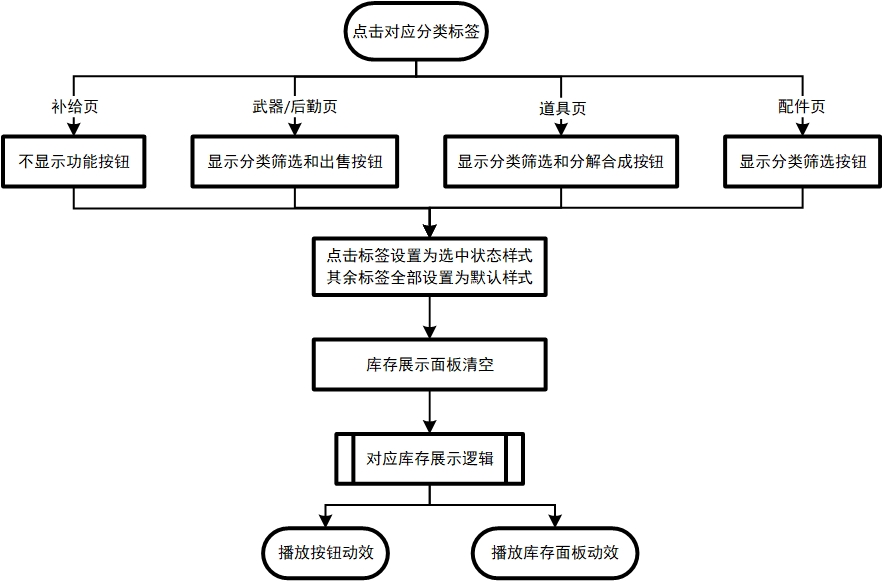 点击对应分类标签
补给页
武器/后勤页
道具页
配件页
不显示功能按钮
显示分类筛选和出售按钮
显示分类筛选和分解合成按钮
显示分类筛选按钮
点击标签设置为选中状态样式
其余标签全部设置为默认样式
库存展示面板清空
对应库存展示逻辑
播放按钮动效
播放库存面板动效